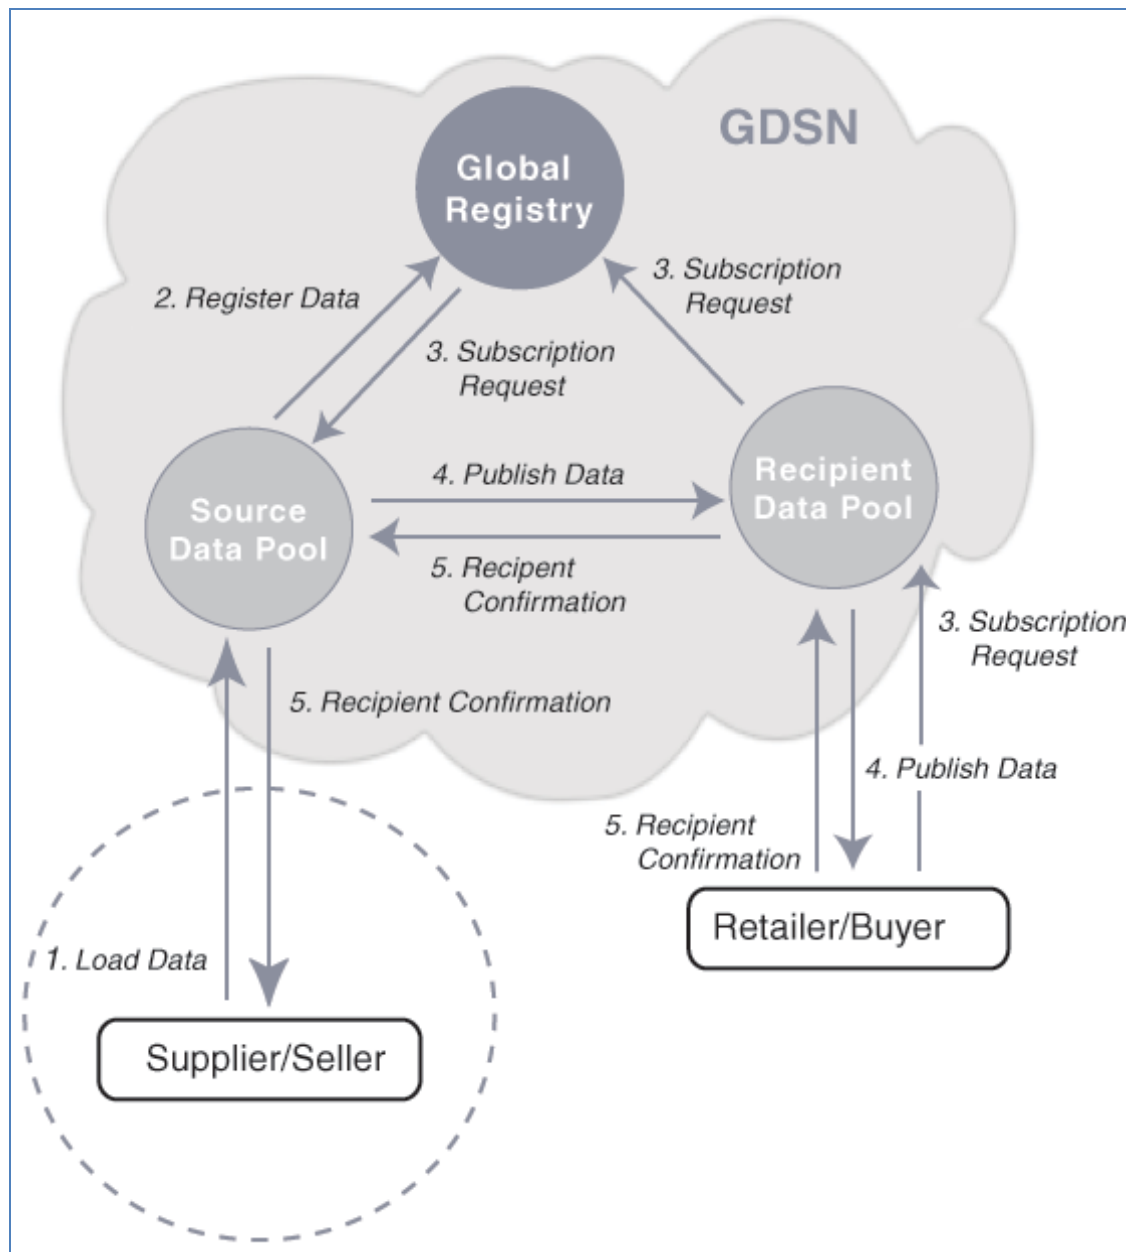 GDSN
Global
Registry
2. Register Data
3. Subscription
Request
3. Subscription
Request
Source
Data Pool
4. Publish Data
Recipient
Data Pool
5. Recipent
Confirmation
5. Recipient Confirmation
3. Subscription
Request
4. Publish Data
5. Recipient
Confirmation
Retailer/Buyer
1. Load Data
Supplier/Seller